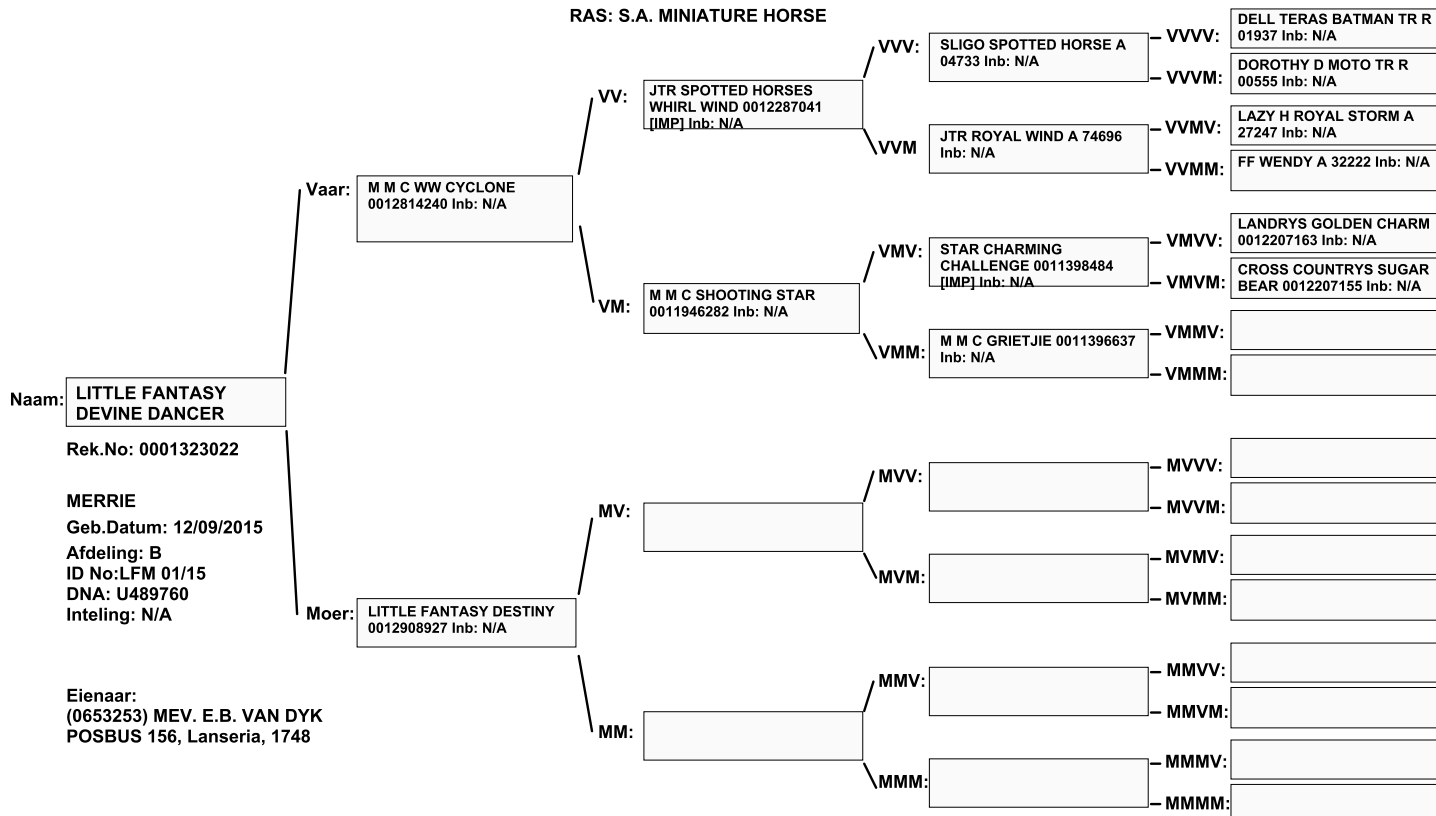 RAS: S.A. MINIATURE HORSE
Naam: LITTLE FANTASY
DEVINE DANCER
Rek.No: 0001323022
MERRIE
Geb.Datum: 12/09/2015
Afdeling: B
ID No:LFM 01/15
DNA: U489760
Inteling: N/A
Eienaar:
(0653253) MEV. E.B. VAN DYK
POSBUS 156, Lanseria, 1748
Vaar: M M C WW CYCLONE
0012814240 Inb: N/A
Moer: LITTLE FANTASY DESTINY
0012908927 Inb: N/A
VV: JTR SPOTTED HORSES
WHIRL WIND 0012287041
[IMP] Inb: N/A
VM: M M C SHOOTING STAR
0011946282 Inb: N/A
MV:
MM:
VVV: SLIGO SPOTTED HORSE A
04733 Inb: N/A
VVM JTR ROYAL WIND A 74696
Inb: N/A
VMV: STAR CHARMING
CHALLENGE 0011398484
[IMP] Inb: N/A
VMM: M M C GRIETJIE 0011396637
Inb: N/A
MVV:
MVM:
MMV:
MMM:
VVVV: DELL TERAS BATMAN TR R
01937 Inb: N/A
VVVM: DOROTHY D MOTO TR R
00555 Inb: N/A
VVMV: LAZY H ROYAL STORM A
27247 Inb: N/A
VVMM: FF WENDY A 32222 Inb: N/A
VMVV: LANDRYS GOLDEN CHARM
0012207163 Inb: N/A
VMVM: CROSS COUNTRYS SUGAR
BEAR 0012207155 Inb: N/A
VMMV:
VMMM:
MVVV:
MVVM:
MVMV:
MVMM:
MMVV:
MMVM:
MMMV:
MMMM: